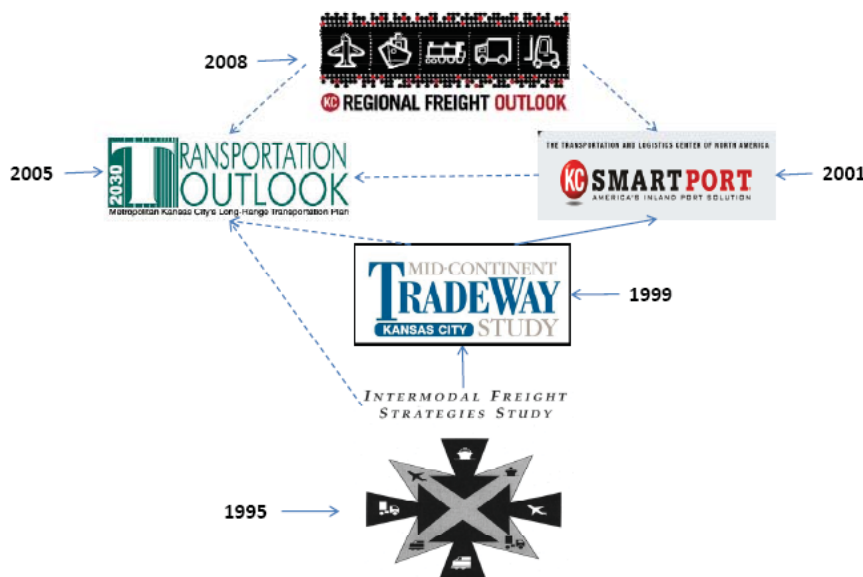 2008
KC REGIONAL FREIGHT OUTLOOK
2005
2030
TRANSPORTATION
OUTLOOK
Metropolitan Kansas City's Long-Range Transportation Plan
THE TRANSPORTATION AND LOGISTICS CENTER OF NORTH AMERICA
KC SMARTPORT
AMERICA'S INLAND PORT SOLUTION
2001
MID-CONTINENT
TRADEWAY
KANSAS CITY STUDY
1999
INTERMODAL FREIGHT
STRATEGIES STUDY
1995